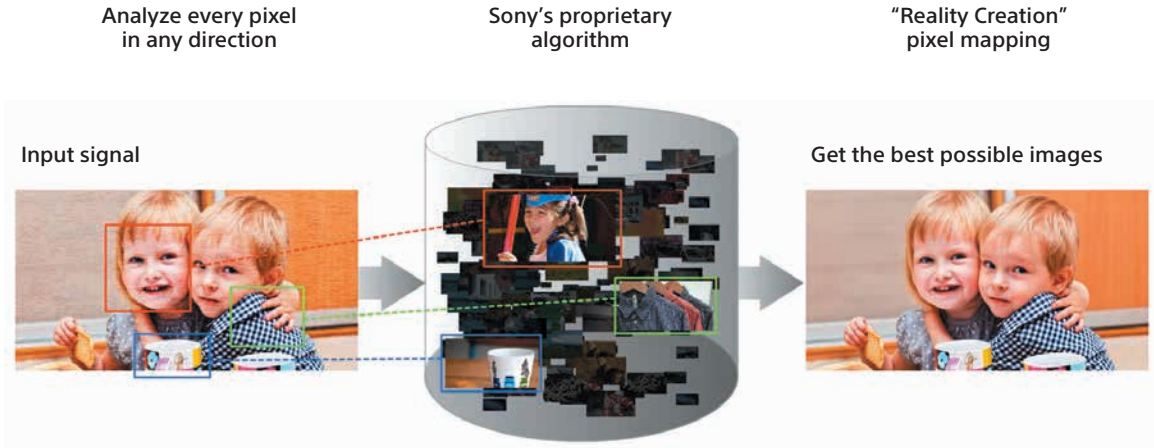 Analyze every pixel
in any direction
Sony’s proprietary
algorithm
“Reality Creation”
pixel mapping
Input signal
Get the best possible images